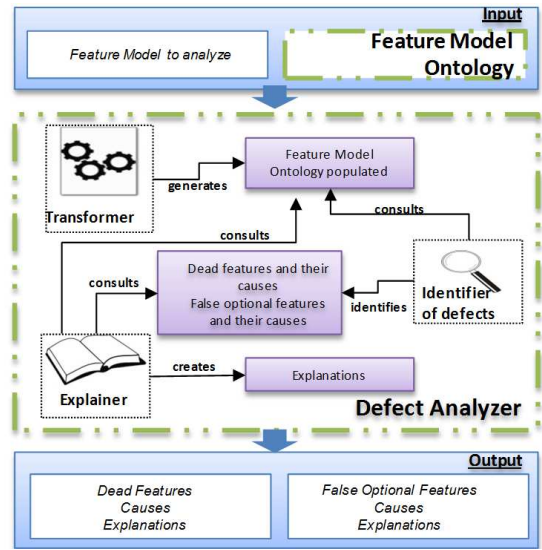 Input
Feature Model to analyze
Feature Model
Ontology
Transformer
generates
Feature Model
Ontology populated
consults
consults
consults
Dead features and their
causes
False optional features
and their causes
identifies
Identifier
of defects
Explainer
creates
Explanations
Defect Analyzer
Output
Dead Features
Causes
Explanations
False Optional Features
Causes
Explanations